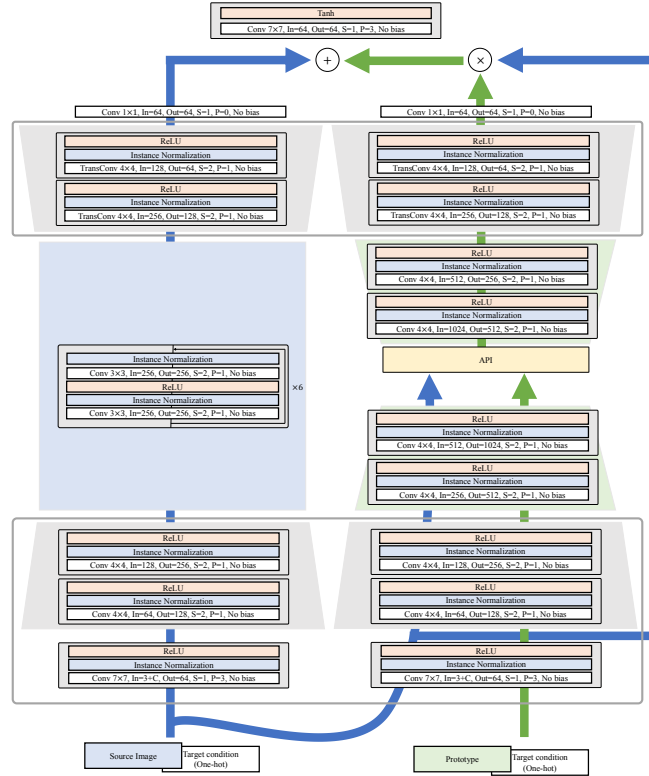 Tanh
Conv 7×7, In=64, Out=64, S=1, P=3, No bias
+
×
Conv 1×1, In=64, Out=64, S=1, P=0, No bias
Conv 1×1, In=64, Out=64, S=1, P=0, No bias
ReLU
Instance Normalization
TransConv 4×4, In=128, Out=64, S=2, P=1, No bias
ReLU
Instance Normalization
TransConv 4×4, In=256, Out=128, S=2, P=1, No bias
ReLU
Instance Normalization
TransConv 4×4, In=128, Out=64, S=2, P=1, No bias
ReLU
Instance Normalization
TransConv 4×4, In=256, Out=128, S=2, P=1, No bias
ReLU
Instance Normalization
Conv 4×4, In=512, Out=256, S=2, P=1, No bias
ReLU
Instance Normalization
Conv 4×4, In=1024, Out=512, S=2, P=1, No bias
API
Instance Normalization
Conv 3×3, In=256, Out=256, S=2, P=1, No bias
ReLU
Instance Normalization
Conv 3×3, In=256, Out=256, S=2, P=1, No bias
×6
ReLU
Instance Normalization
Conv 4×4, In=512, Out=1024, S=2, P=1, No bias
ReLU
Instance Normalization
Conv 4×4, In=256, Out=512, S=2, P=1, No bias
ReLU
Instance Normalization
Conv 4×4, In=128, Out=256, S=2, P=1, No bias
ReLU
Instance Normalization
Conv 4×4, In=64, Out=128, S=2, P=1, No bias
ReLU
Instance Normalization
Conv 7×7, In=3+C, Out=64, S=1, P=3, No bias
ReLU
Instance Normalization
Conv 4×4, In=128, Out=256, S=2, P=1, No bias
ReLU
Instance Normalization
Conv 4×4, In=64, Out=128, S=2, P=1, No bias
ReLU
Instance Normalization
Conv 7×7, In=3+C, Out=64, S=1, P=3, No bias
Source Image
Target condition
(One-hot)
Prototype
Target condition
(One-hot)